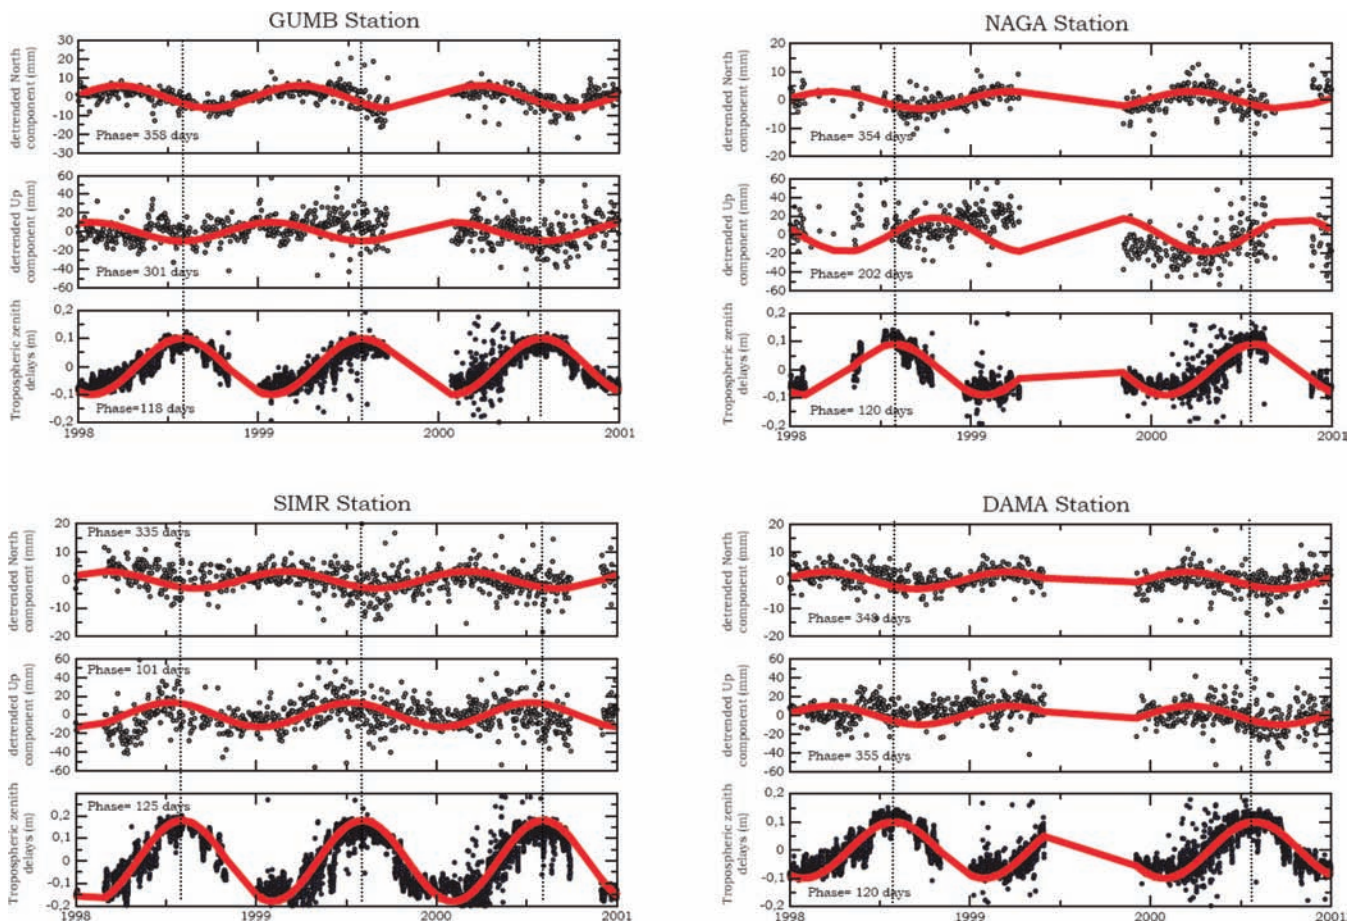 GUMB Station
detrended North
component (mm)
30
20
10
0
-10
-20
-30
Phase= 358 days
detrended Up
component (mm)
60
40
20
0
-20
-40
-60
Phase= 301 days
Tropospheric zenith
delays (m)
0,2
0,1
0
-0,1
-0,2
Phase=118 days
1998
1999
2000
2001
NAGA Station
detrended North
component (mm)
20
10
0
-10
-20
Phase= 354 days
detrended Up
component (mm)
60
40
20
0
-20
-40
-60
Phase= 202 days
Tropospheric zenith
delays (m)
0,2
0,1
0
-0,1
-0,2
Phase= 120 days
1998
1999
2000
2001
SIMR Station
detrended North
component (mm)
20
10
0
-10
-20
Phase= 335 days
detrended Up
component (mm)
60
40
20
0
-20
-40
-60
Phase= 101 days
Tropospheric zenith
delays (m)
0,2
0,1
0
-0,1
-0,2
Phase= 125 days
1998
1999
2000
2001
DAMA Station
detrended North
component (mm)
20
10
0
-10
-20
Phase= 348 days
detrended Up
component (mm)
60
40
20
0
-20
-40
-60
Phase= 355 days
Tropospheric zenith
delays (m)
0,2
0,1
0
-0,1
-0,2
Phase= 120 days
1998
1999
2000
2001